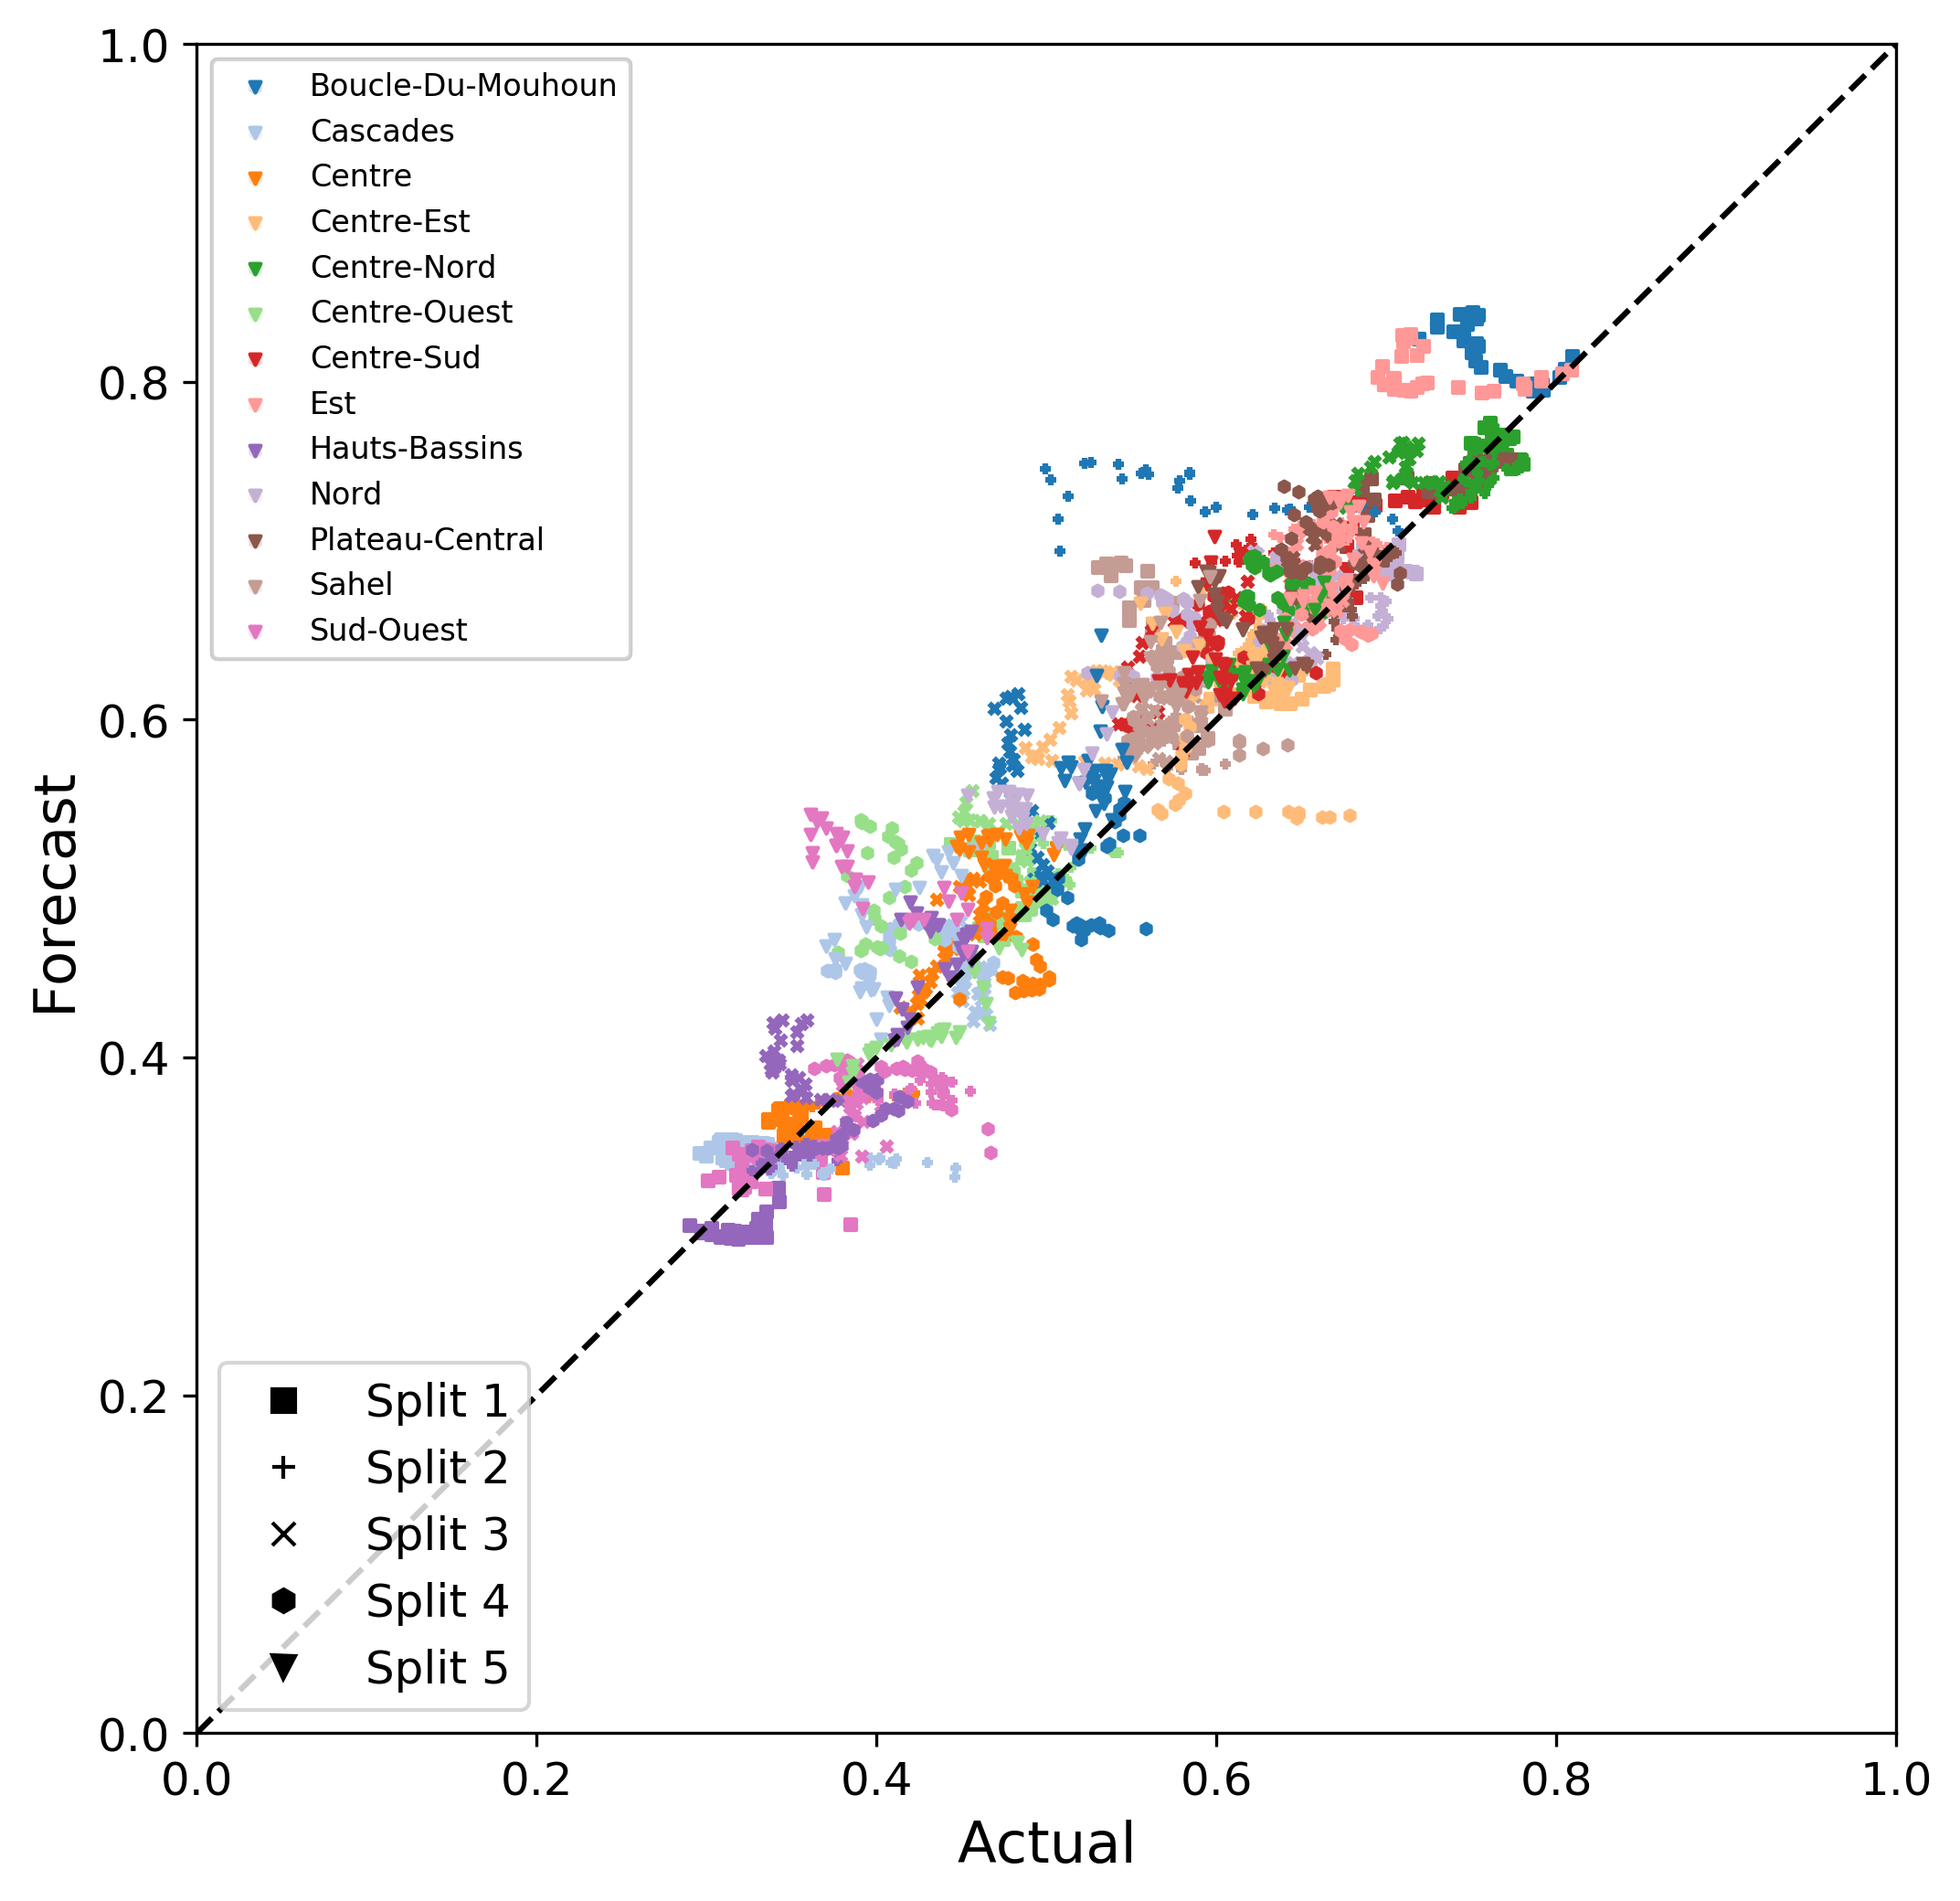 1.0
0.8
0.6
0.4
0.2
0.0
Forecast
Boucle-Du-Mouhoun
Cascades
Centre
Centre-Est
Centre-Nord
Centre-Ouest
Centre-Sud
Est
Hauts-Bassins
Nord
Plateau-Central
Sahel
Sud-Ouest
Split 1
Split 2
Split 3
Split 4
Split 5
0.0 0.2 0.4 0.6 0.8 1.0
Actual